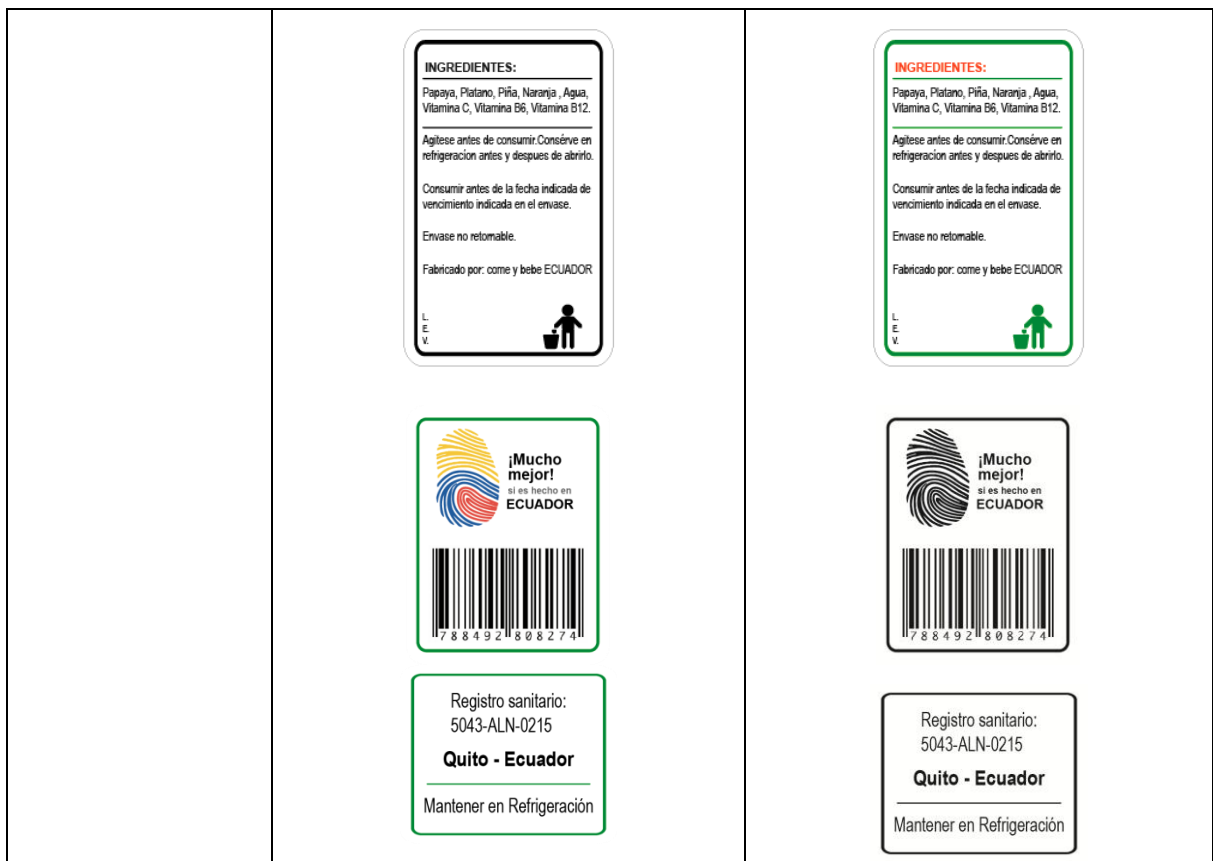 INGREDIENTES:
Papaya, Platano, Piña, Naranja , Agua,
Vitamina C, Vitamina B6, Vitamina B12.
Agitese antes de consumir.Consérve en
refrigeracíon antes y despues de abrirlo.
Consumir antes de la fecha indicada de
vencimiento indicada en el envase.
Envase no retornable.
Fabricado por: come y bebe ECUADOR
L.
E.
V.
¡Mucho
mejor!
si es hecho en
ECUADOR
788492 808274
Registro sanitario:
5043-ALN-0215
Quito - Ecuador
Mantener en Refrigeración
INGREDIENTES:
Papaya, Platano, Piña, Naranja , Agua,
Vitamina C, Vitamina B6, Vitamina B12.
Agitese antes de consumir.Consérve en
refrigeracíon antes y despues de abrirlo.
Consumir antes de la fecha indicada de
vencimiento indicada en el envase.
Envase no retornable.
Fabricado por: come y bebe ECUADOR
L.
E
V.
¡Mucho
mejor!
si es hecho en
ECUADOR
788492 808274
Registro sanitario:
5043-ALN-0215
Quito - Ecuador
Mantener en Refrigeración